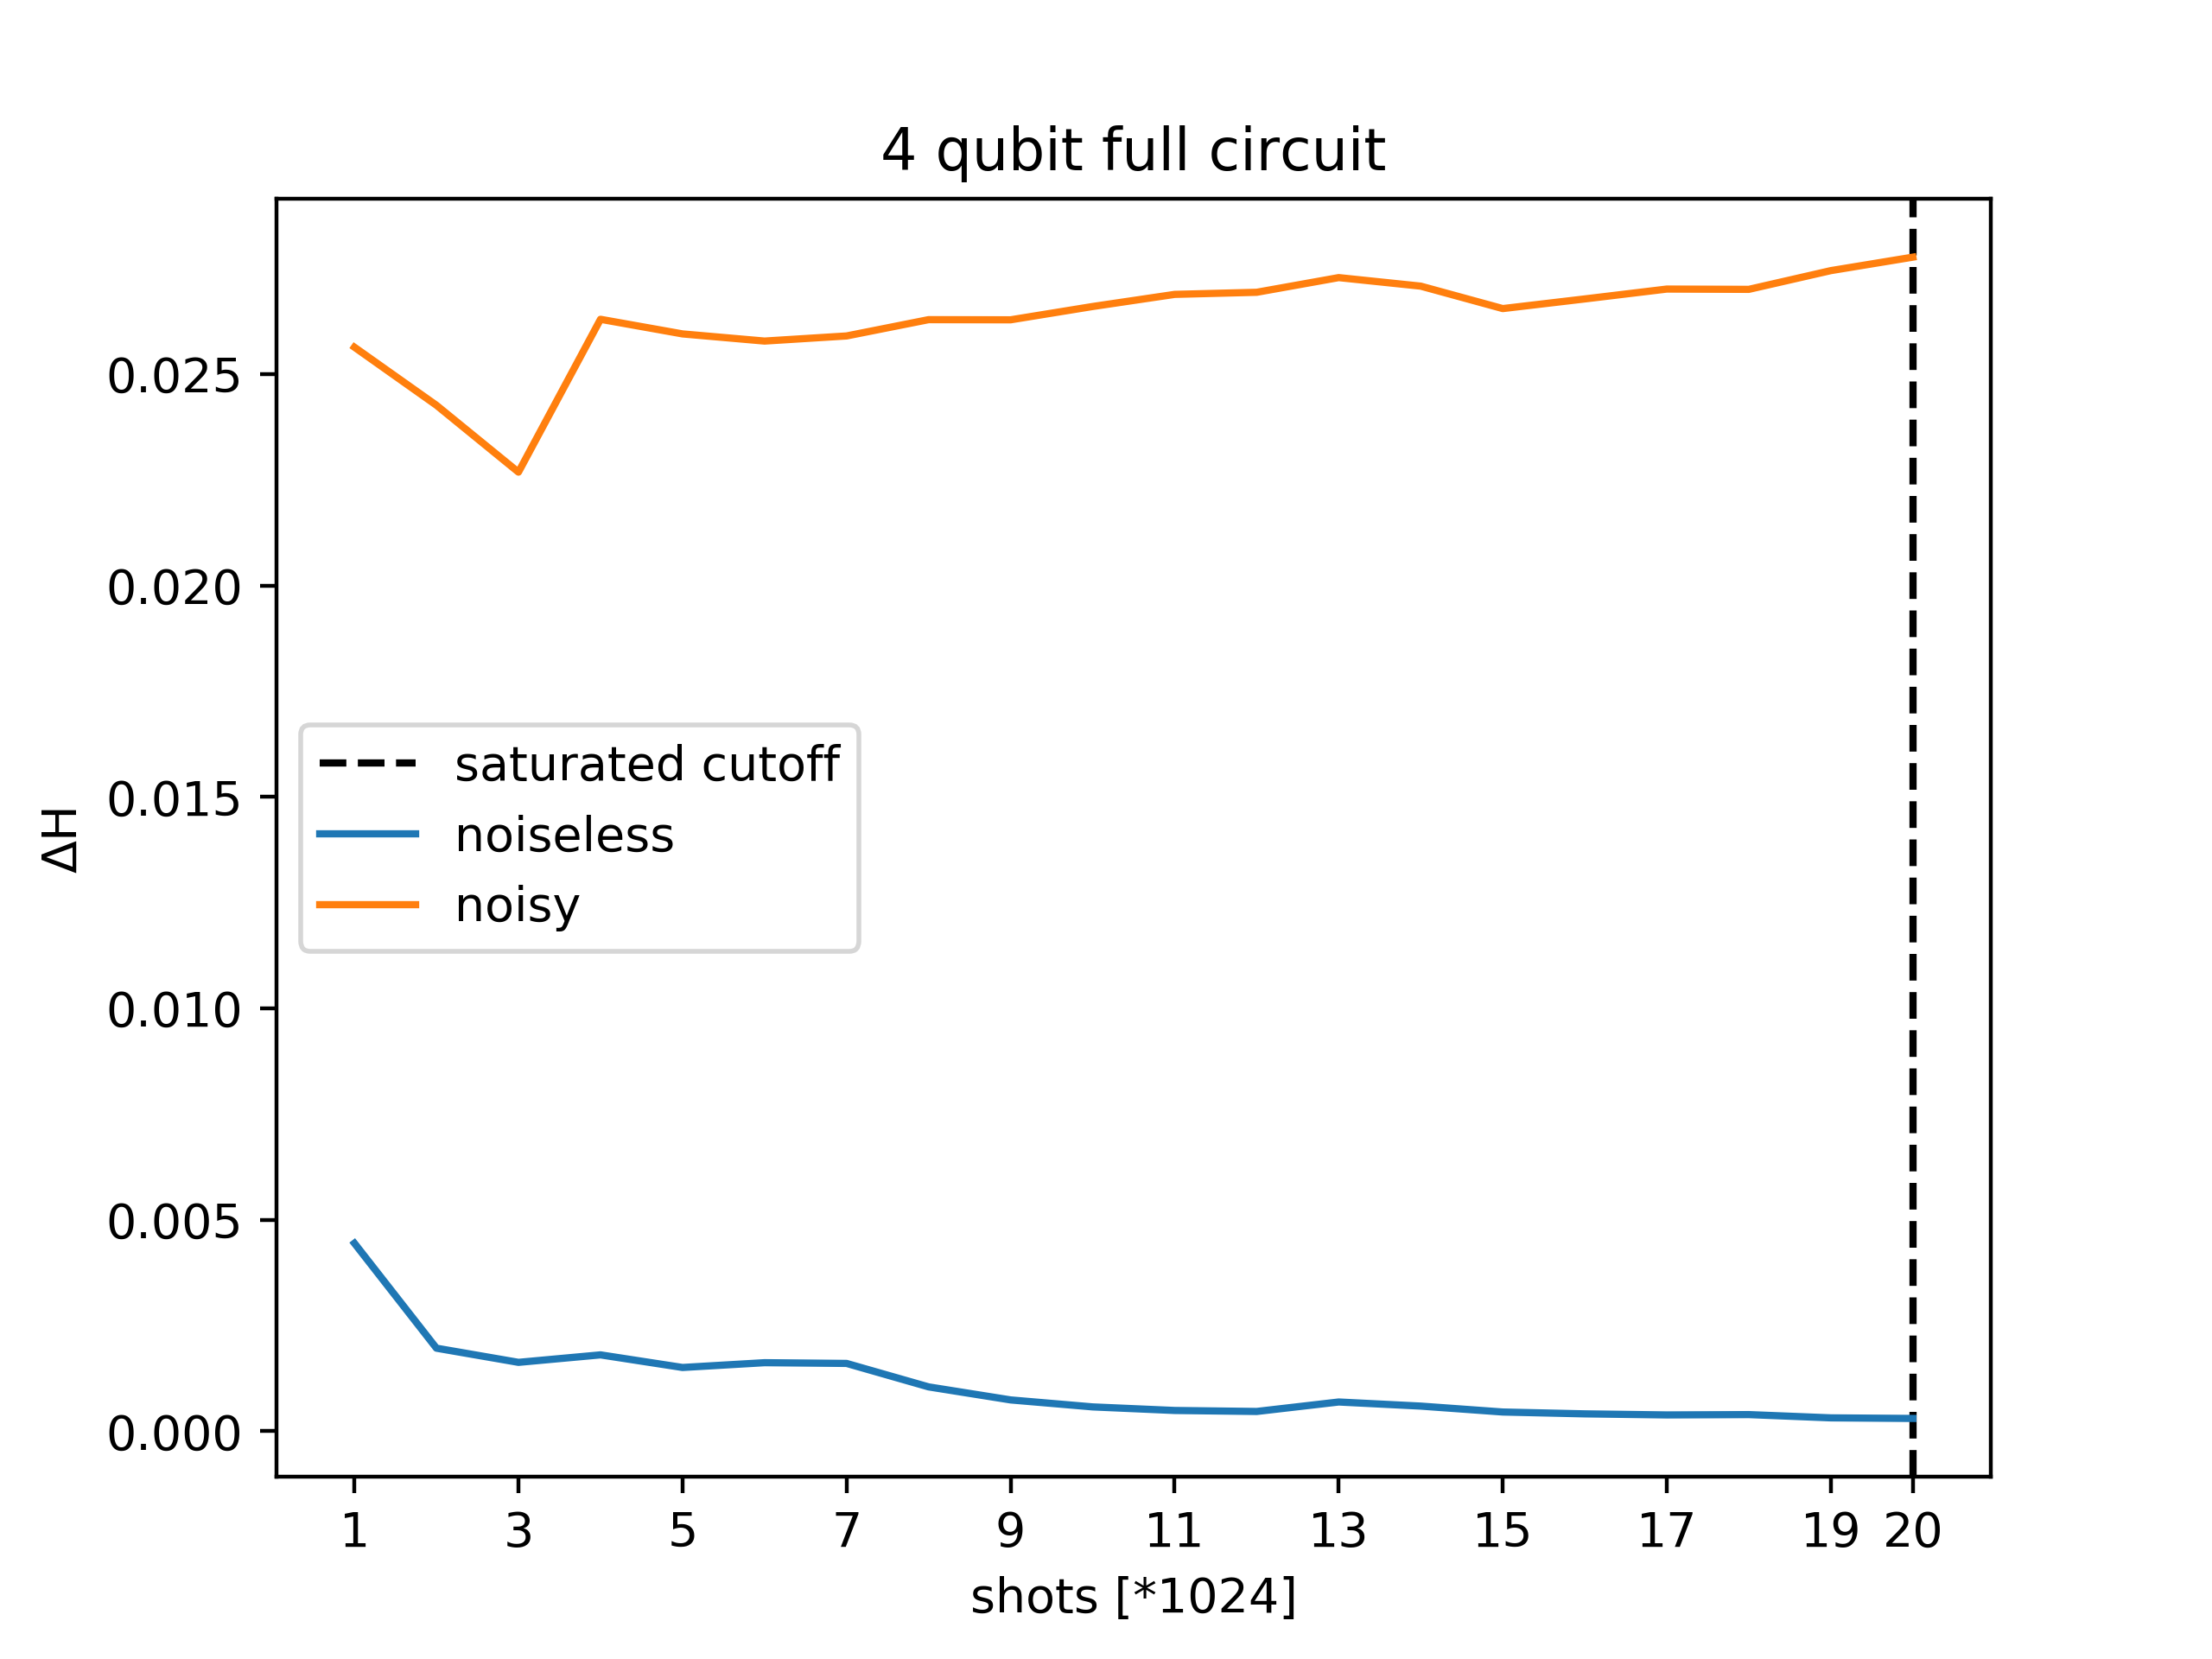 4 qubit full circuit
0.025
0.020
0.015
0.010
0.005
0.000
ΔH
saturated cutoff
noiseless
noisy
1 3 5 7 9 11 13 15 17 19 20
shots [*1024]